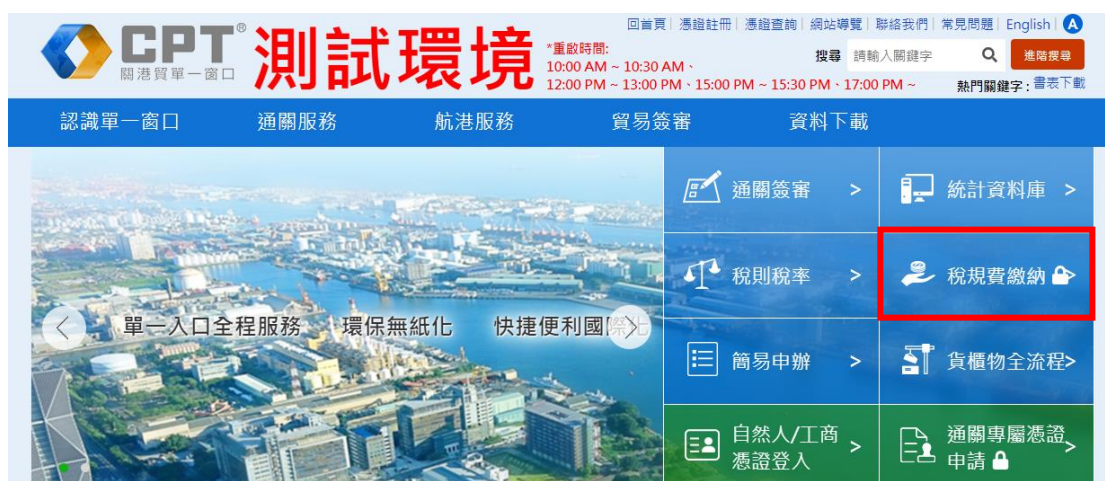 回首頁 憑證註冊 憑證查詢 網站導覽 聯絡我們 常見問題 English A
CPT®
關港貿單一窗口
測試環境
*重啟時間:
10:00 AM ~ 10:30 AM、
12:00 PM ~ 13:00 PM、15:00 PM ~ 15:30 PM、17:00 PM ~
搜尋 請輸入關鍵字 進階搜尋
熱門關鍵字 : 書表下載
認識單一窗口 通關服務 航港服務 貿易簽審 資料下載
單一入口全程服務 環保無紙化 快捷便利國際化
通關簽審 >
統計資料庫 >
稅則稅率 >
稅規費繳納 >
簡易申辦 >
貨櫃物全流程>
自然人/工商
憑證登入 >
通關專屬憑證
申請 >